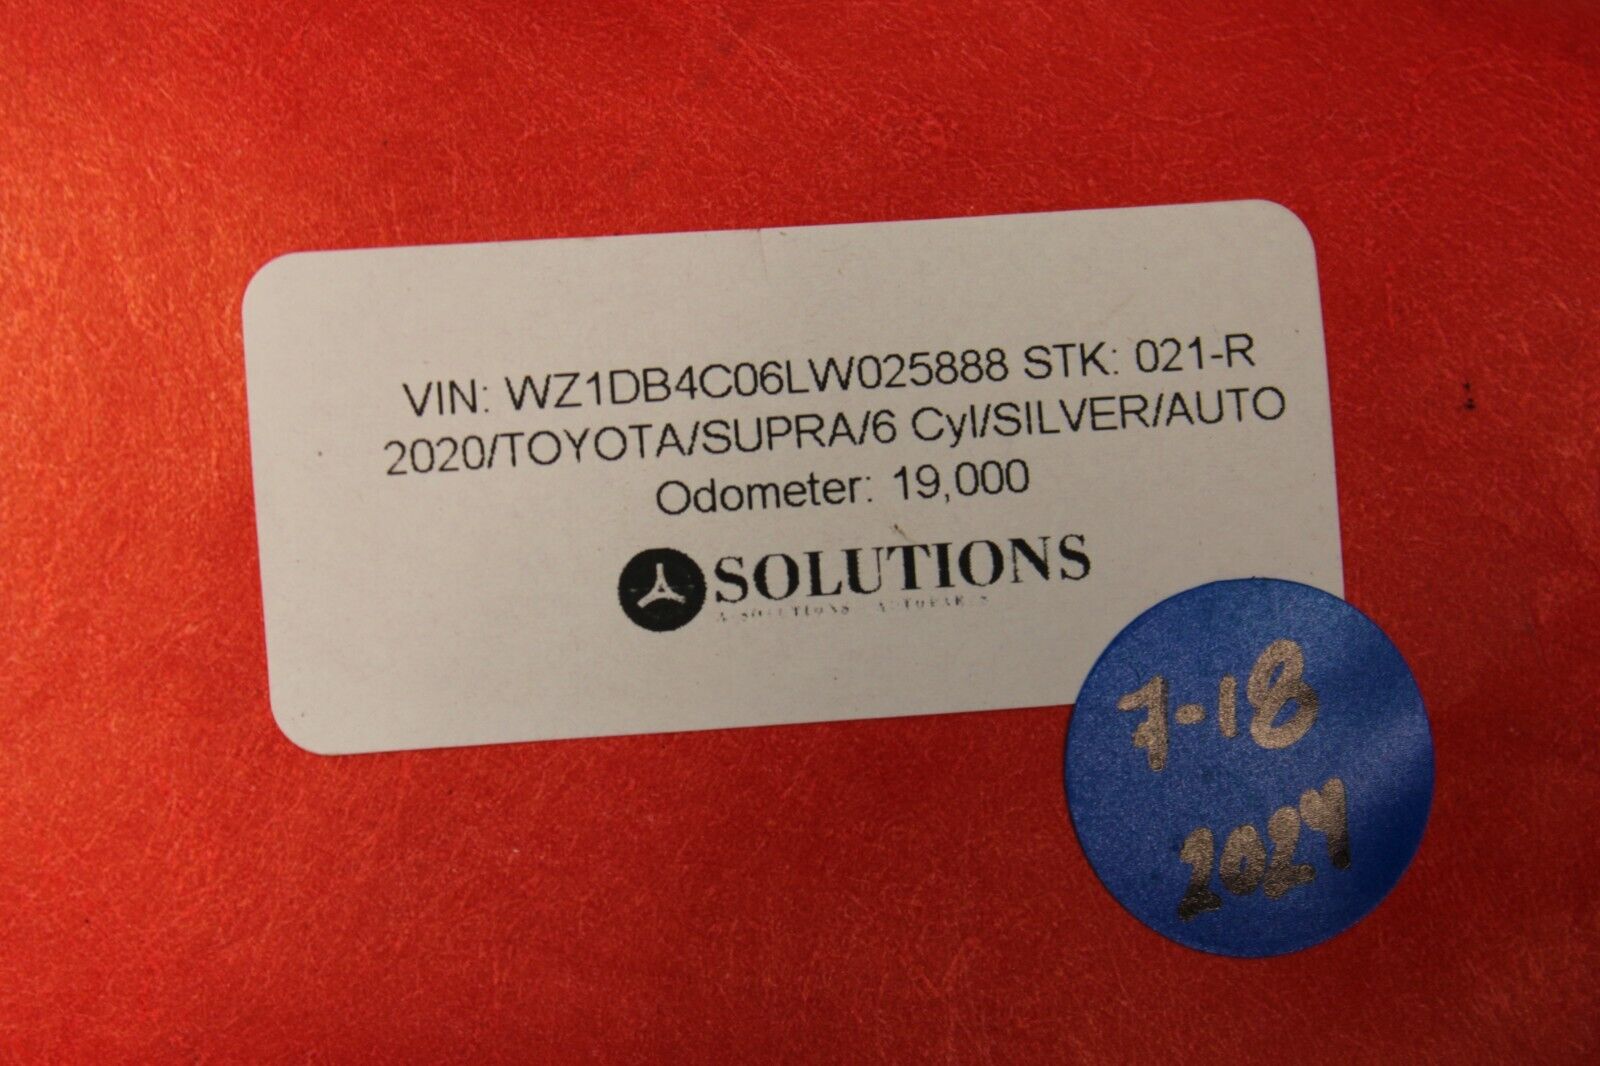 VIN: WZ1DB4C06LW025888 STK: 021-R
2020/TOYOTA/SUPRA/6 Cyl/SILVER/AUTO
Odometer: 19,000
SOLUTIONS
7-18
2024